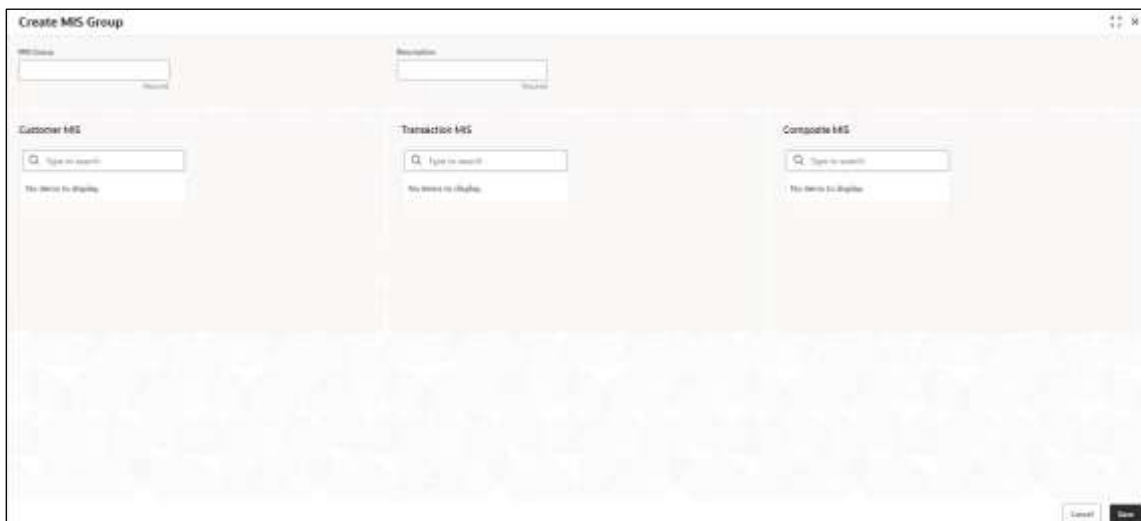 Create MIS Group
MIS Group
Description
Required
Required
Customer MIS
Transaction MIS
Composite MIS
Type to search
Type to search
Type to search
No items to display.
No items to display.
No items to display.
Cancel
Save